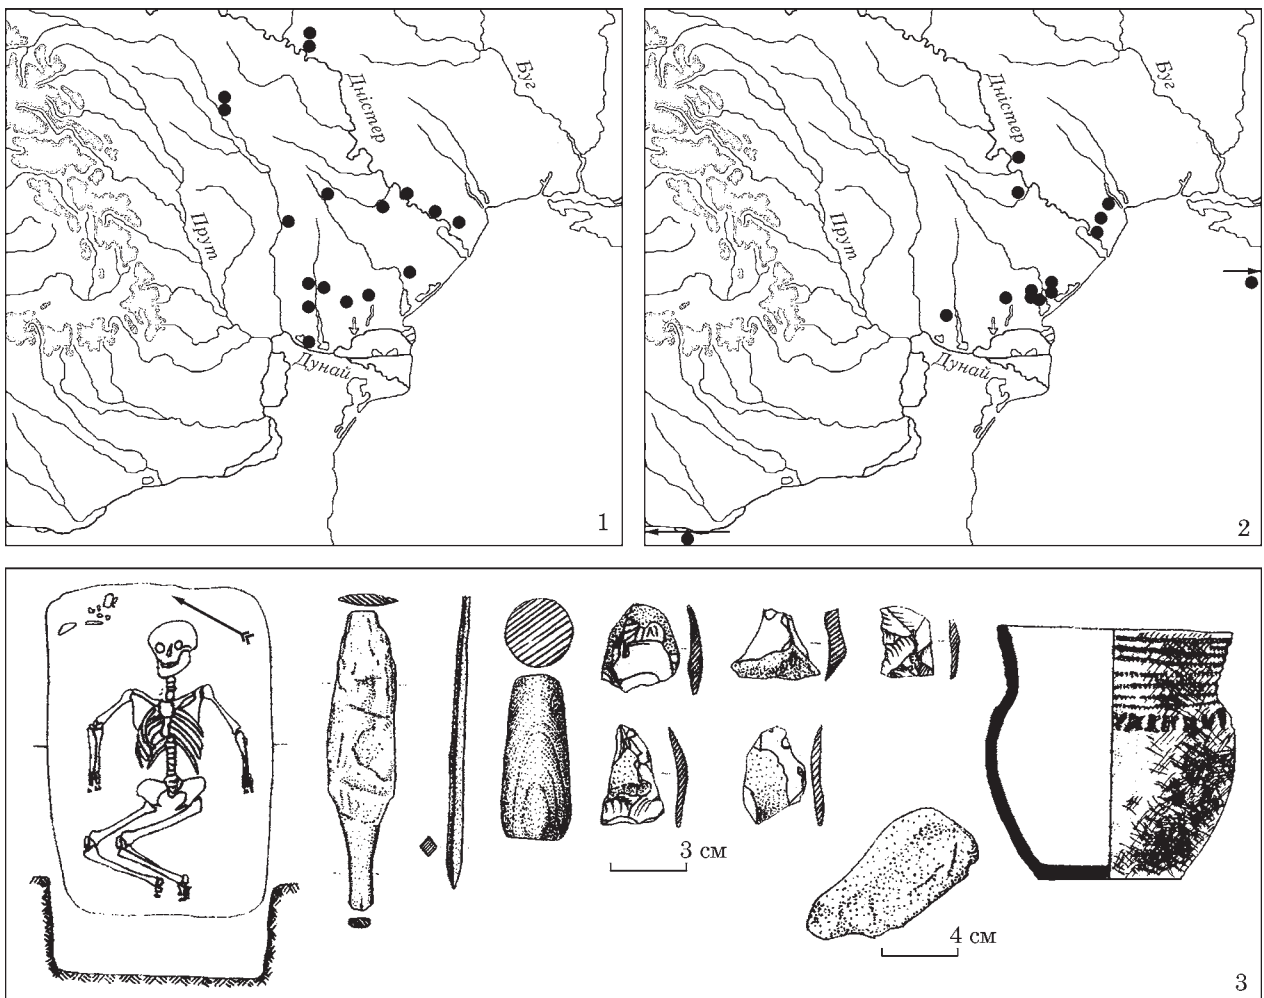 Дністер
Буг
Прут
Дунай
1
Дністер
Буг
Прут
Дунай
2
3 см
4 см
3